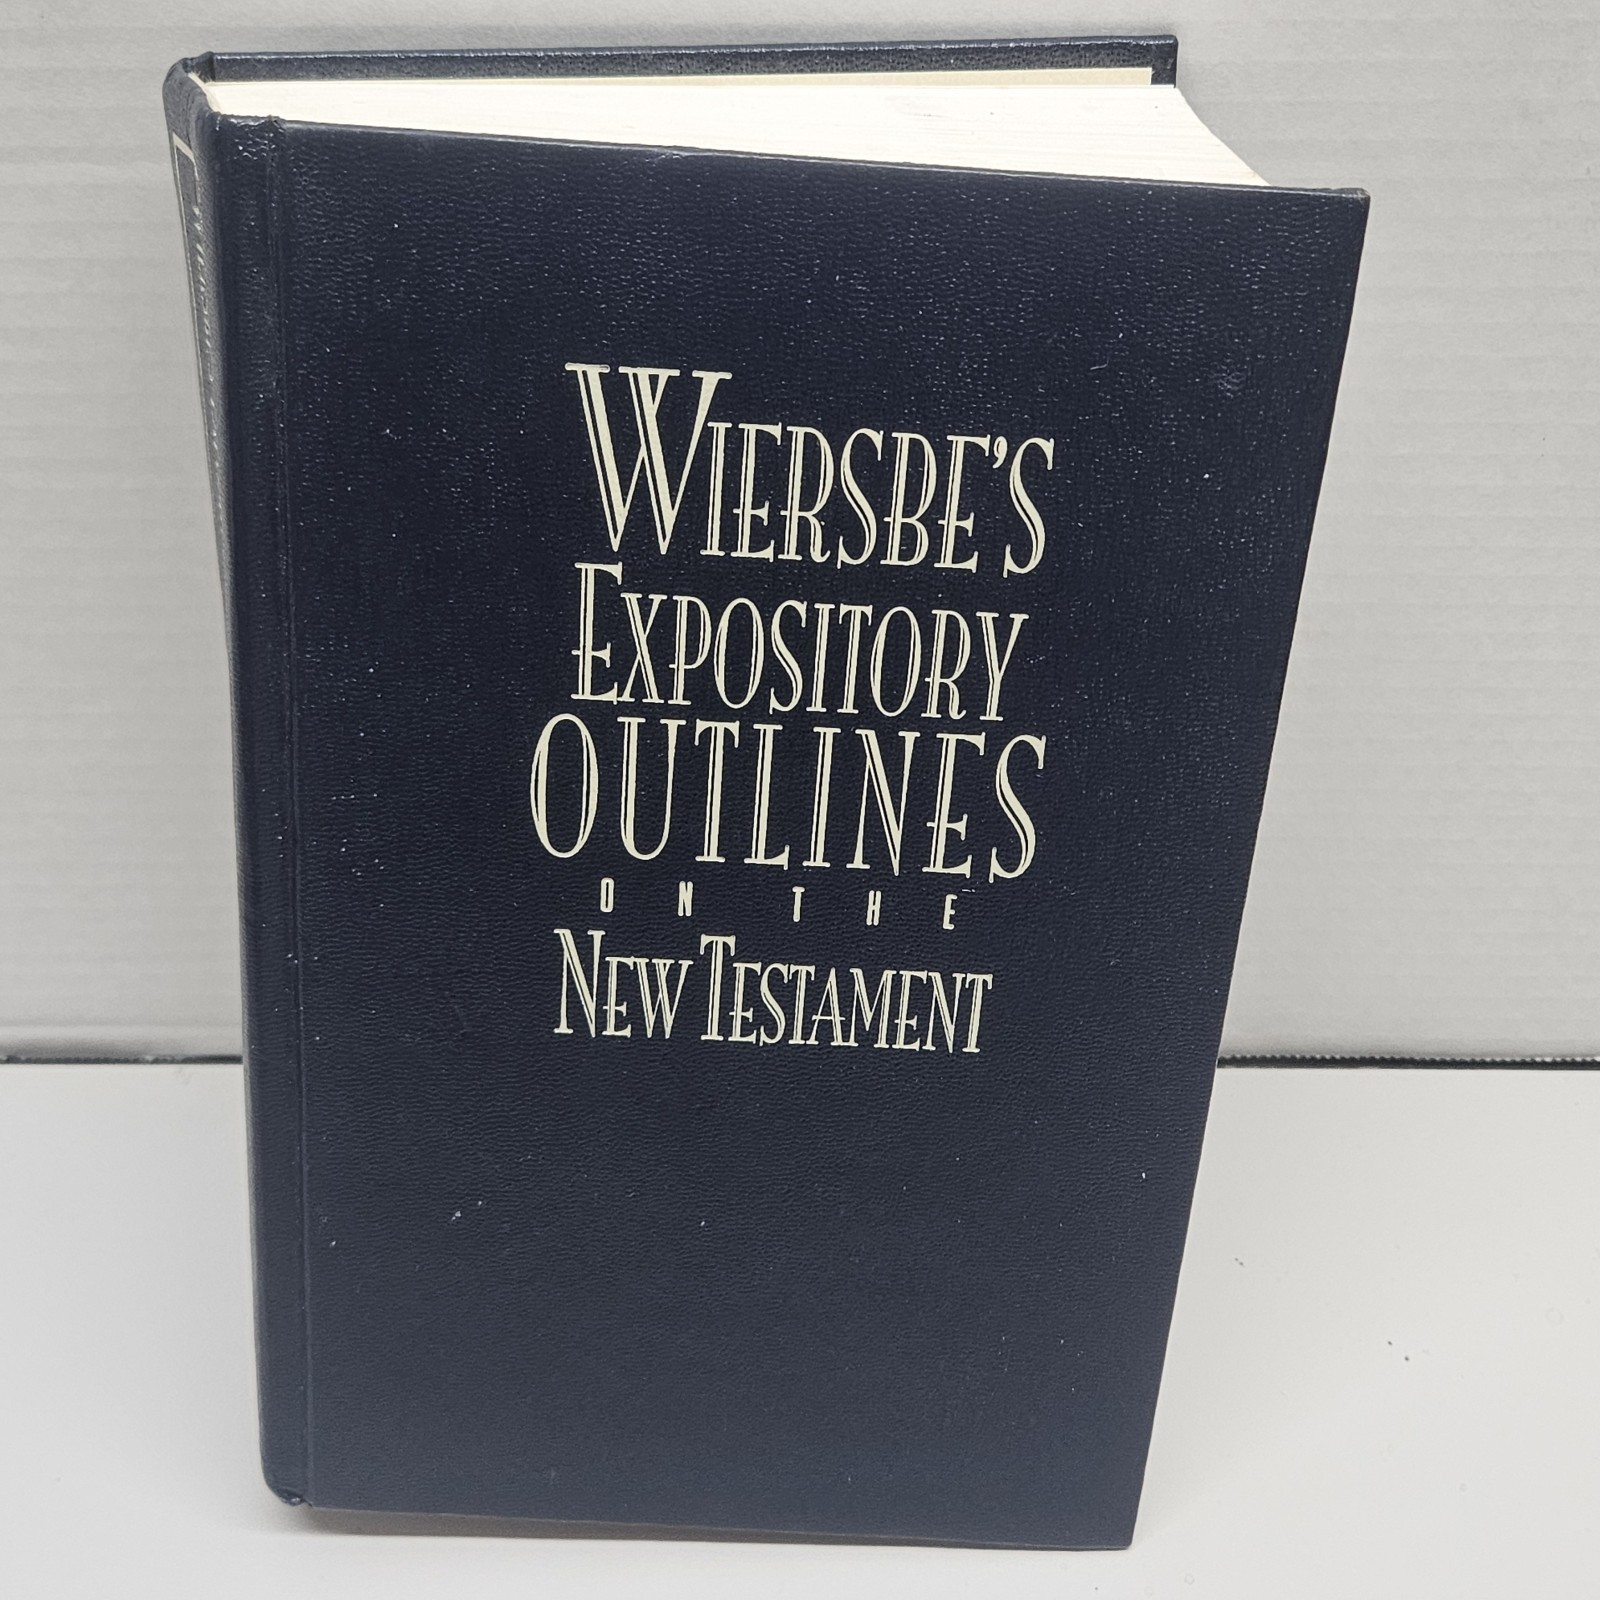 WIERSBE'S
EXPOSITORY
OUTLINES
ON THE
NEW TESTAMENT